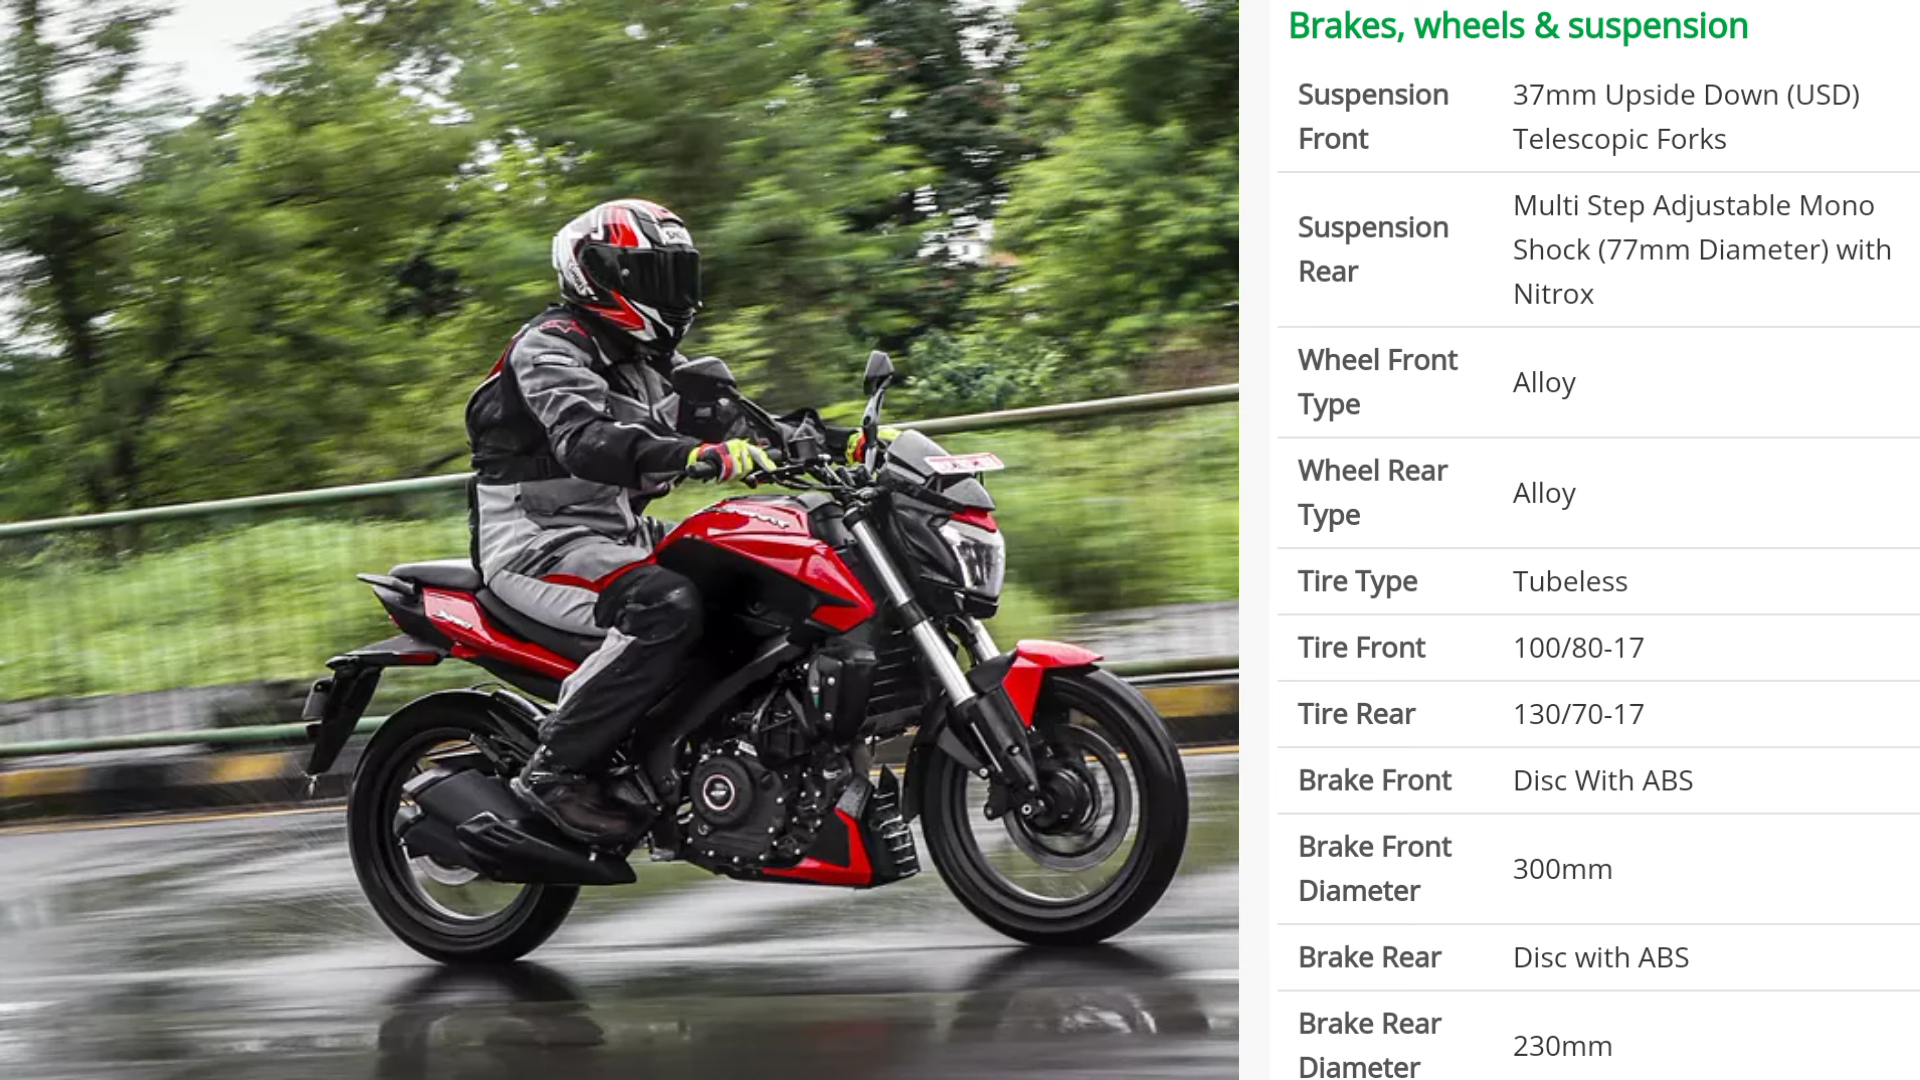 Brakes, wheels & suspension
Suspension
Front
37mm Upside Down (USD)
Telescopic Forks
Suspension
Rear
Multi Step Adjustable Mono
Shock (77mm Diameter) with
Nitrox
Wheel Front
Type
Alloy
Wheel Rear
Type
Alloy
Tire Type
Tubeless
Tire Front
100/80-17
Tire Rear
130/70-17
Brake Front
Disc With ABS
Brake Front
Diameter
300mm
Brake Rear
Disc with ABS
Brake Rear
Diameter
230mm